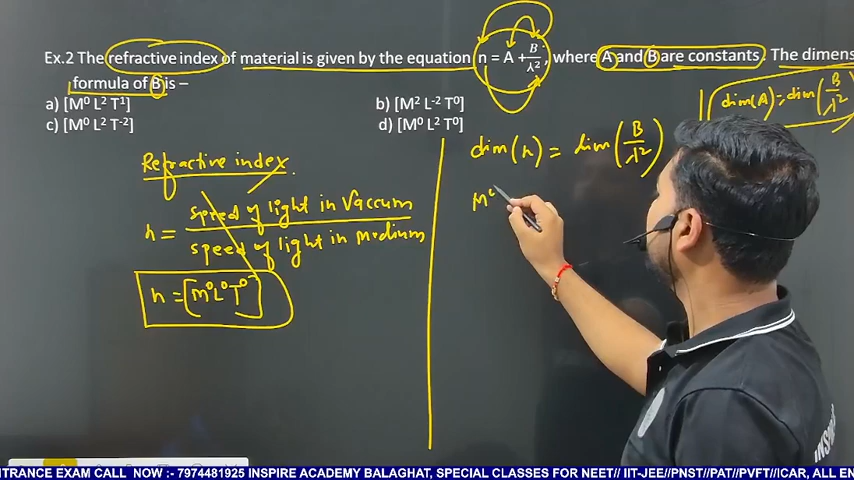 Ex.2 The refractive index of material is given by the equation n = A + B/λ², where A and B are constants. The dimens
formula of B is –
a) [M⁰ L² T¹]
b) [M² L⁻² T⁰]
c) [M⁰ L² T⁻²]
d) [M⁰ L² T⁰]
dim(A) = dim(B/λ²)
Refractive index.
n = speed of light in Vaccum / speed of light in Medium
n = [M⁰L⁰T⁰]
dim(n) = dim(B/λ²)
M
NTRANCE EXAM CALL NOW :- 7974481925 INSPIRE ACADEMY BALAGHAT, SPECIAL CLASSES FOR NEET// IIT-JEE//PNST//PAT//PVFT//ICAR, ALL EN